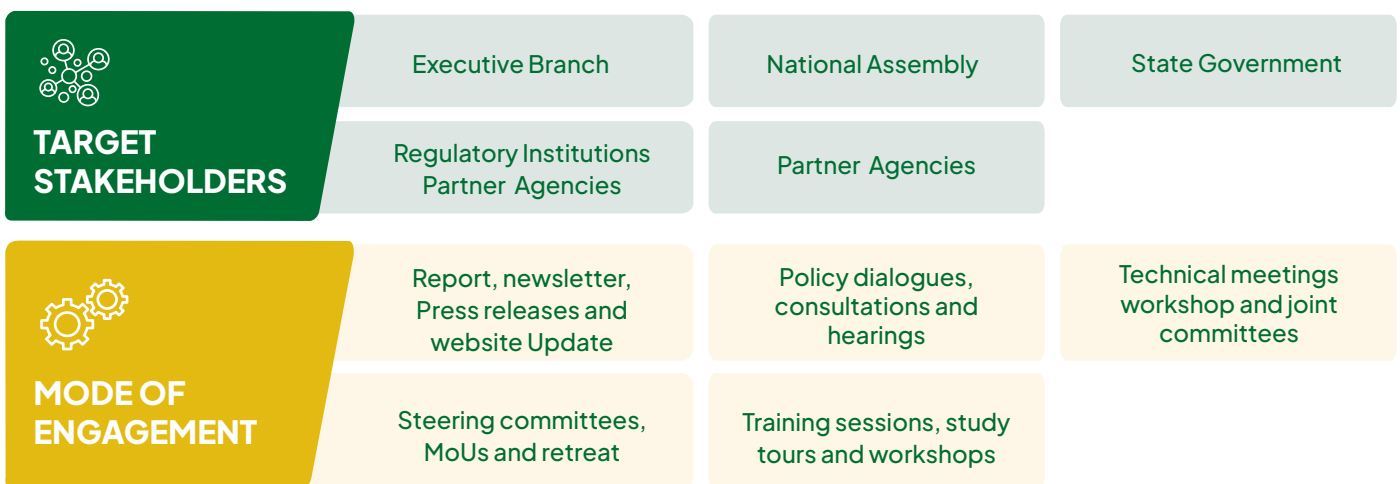 TARGET
STAKEHOLDERS
Executive Branch
National Assembly
State Government
Regulatory Institutions
Partner Agencies
Partner Agencies
MODE OF
ENGAGEMENT
Report, newsletter,
Press releases and
website Update
Policy dialogues,
consultations and
hearings
Technical meetings
workshop and joint
committees
Steering committees,
MoUs and retreat
Training sessions, study
tours and workshops